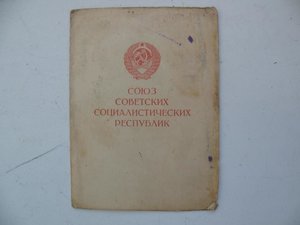 СОЮЗ
СОВЕТСКИХ
СОЦИАЛИСТИЧЕСКИХ
РЕСПУБЛИК